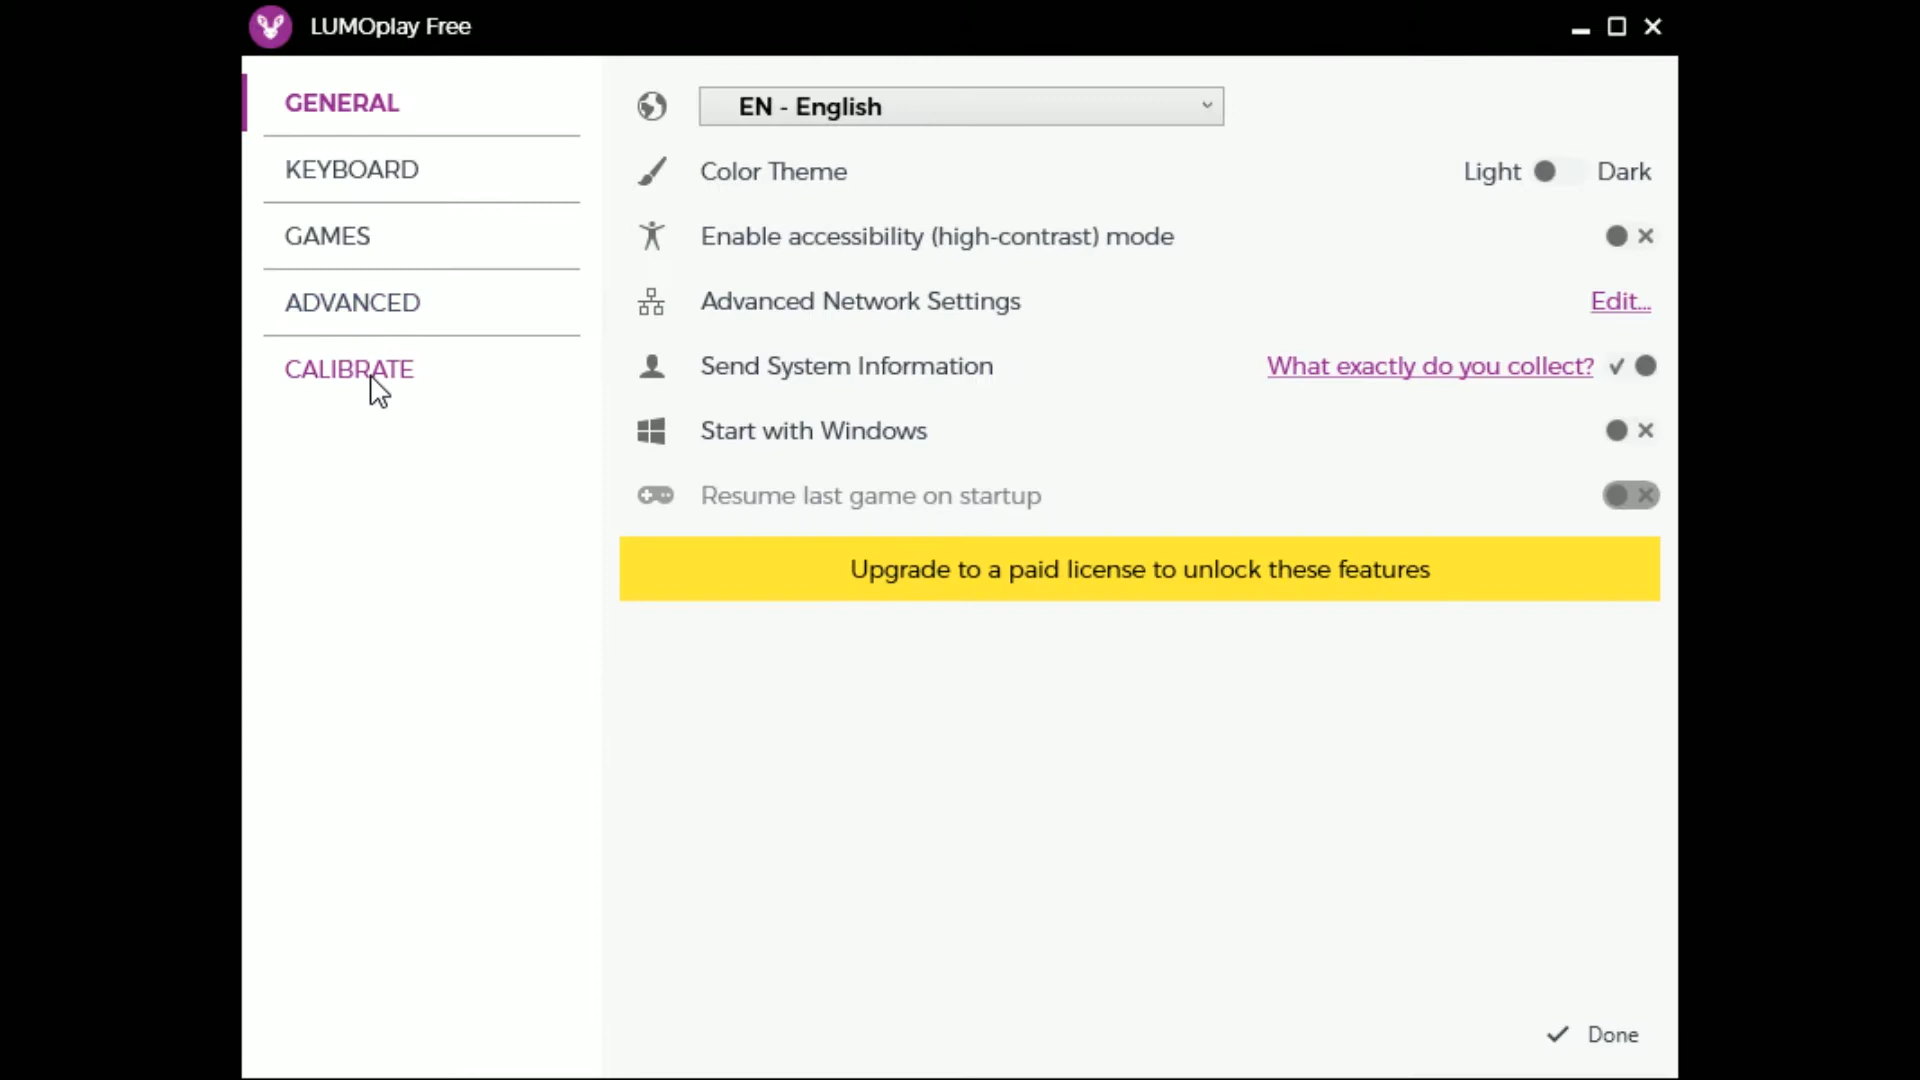 LUMOplay Free
GENERAL
KEYBOARD
GAMES
ADVANCED
CALIBRATE
EN - English
Color Theme
Light Dark
Enable accessibility (high-contrast) mode
Advanced Network Settings
Edit...
Send System Information
What exactly do you collect?
Start with Windows
Resume last game on startup
Upgrade to a paid license to unlock these features
Done